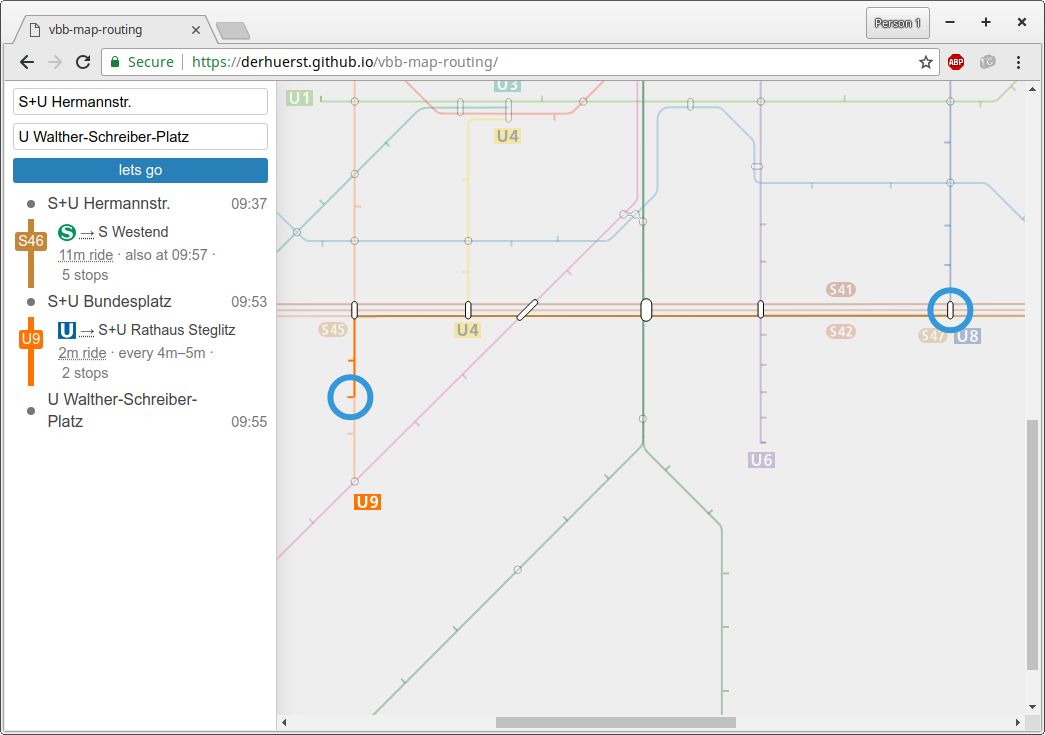 vbb-map-routing
Person 1
Secure
https://derhuerst.github.io/vbb-map-routing/
ABP
S+U Hermannstr.
U Walther-Schreiber-Platz
lets go
S+U Hermannstr. 09:37
S46
S → S Westend
11m ride · also at 09:57 ·
5 stops
S+U Bundesplatz 09:53
U9
U → S+U Rathaus Steglitz
2m ride · every 4m–5m ·
2 stops
U Walther-Schreiber-
Platz 09:55
U3
U1
U4
S41
S45
U4
S42
S47
U8
U6
U9